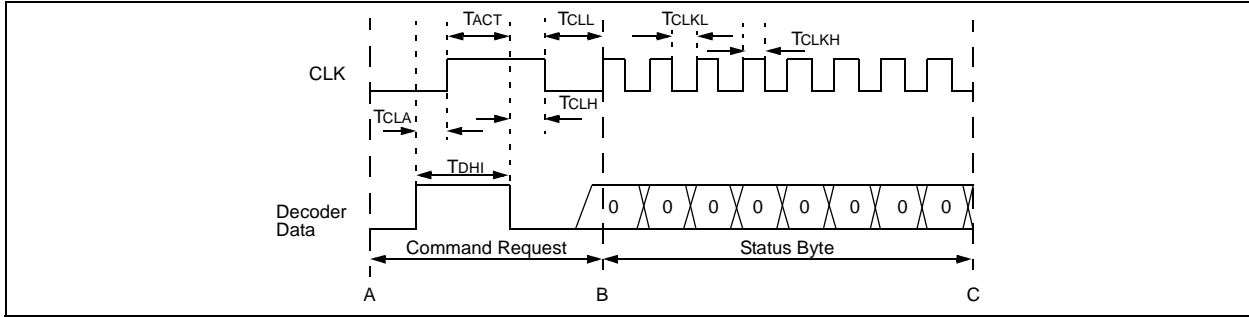 TACT TCLL TCLKL
TCLKH
CLK
TCLA TCLH
TDHI
Decoder
Data
0 0 0 0 0 0 0 0
Command Request Status Byte
A B C